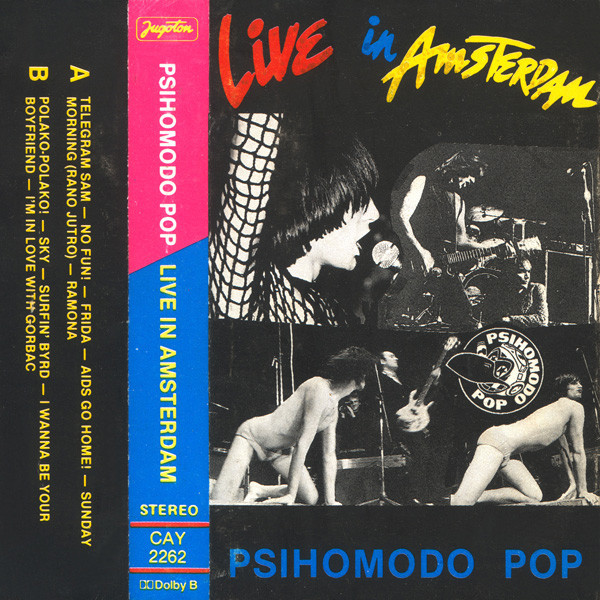 A
TELEGRAM SAM — NO FUN! — FRIDA — AIDS GO HOME! — SUNDAY
MORNING (RANO JUTRO) — RAMONA
B
POLAKO-POLAKO! — SKY — SURFIN' BYRD — I WANNA BE YOUR
BOYFRIEND — I'M IN LOVE WITH GORBAC
Jugoton
PSIHOMODO POP - LIVE IN AMSTERDAM
STEREO
CAY
2262
Dolby B
LIVE in AMSTERDAM
PSIHOMODO
POP
PSIHOMODO POP